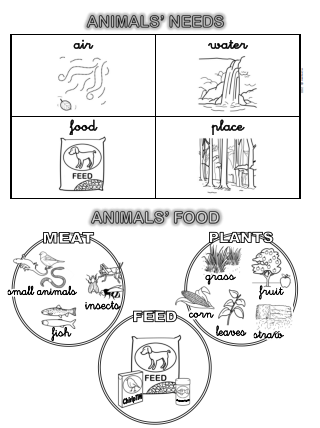 ANIMALS' NEEDS
air
water
food
place
FEED
ANIMALS' FOOD
MEAT
PLANTS
small animals
insects
fish
grass
fruit
corn
leaves
straw
FEED
FEED